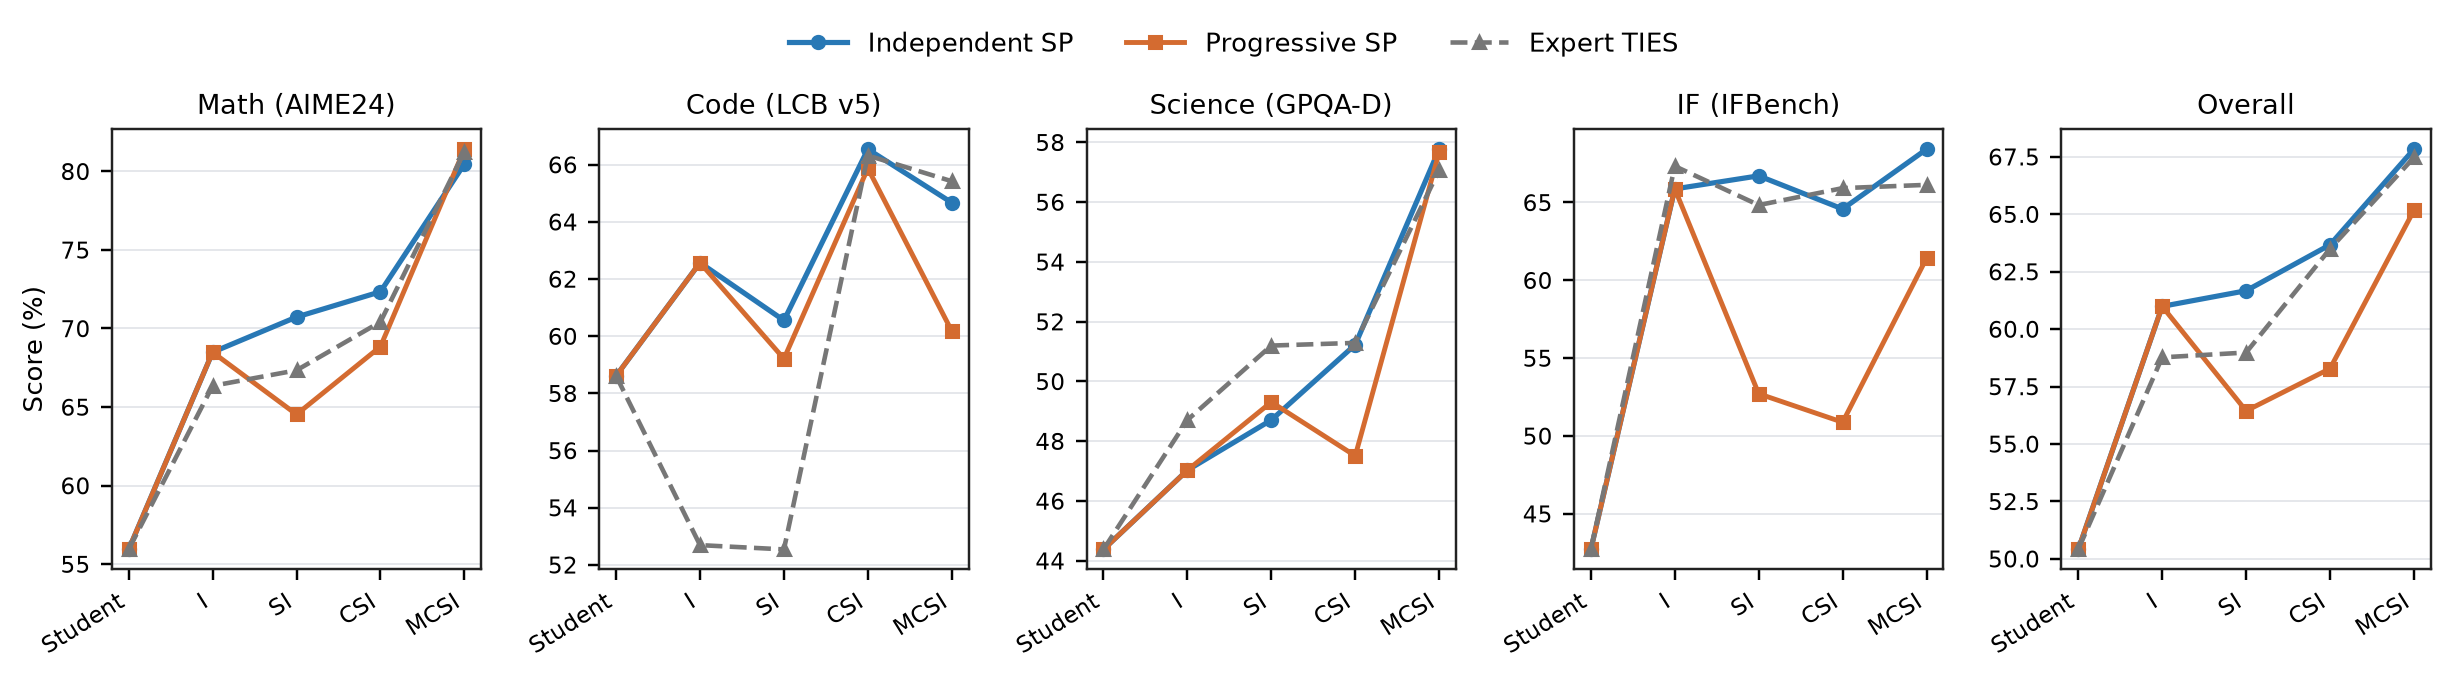 Independent SP
Progressive SP
Expert TIES
Math (AIME24)
Score (%)
80
75
70
65
60
55
Student
I
SI
CSI
MCSI
Code (LCB v5)
66
64
62
60
58
56
54
52
Student
I
SI
CSI
MCSI
Science (GPQA-D)
58
56
54
52
50
48
46
44
Student
I
SI
CSI
MCSI
IF (IFBench)
65
60
55
50
45
Student
I
SI
CSI
MCSI
Overall
67.5
65.0
62.5
60.0
57.5
55.0
52.5
50.0
Student
I
SI
CSI
MCSI